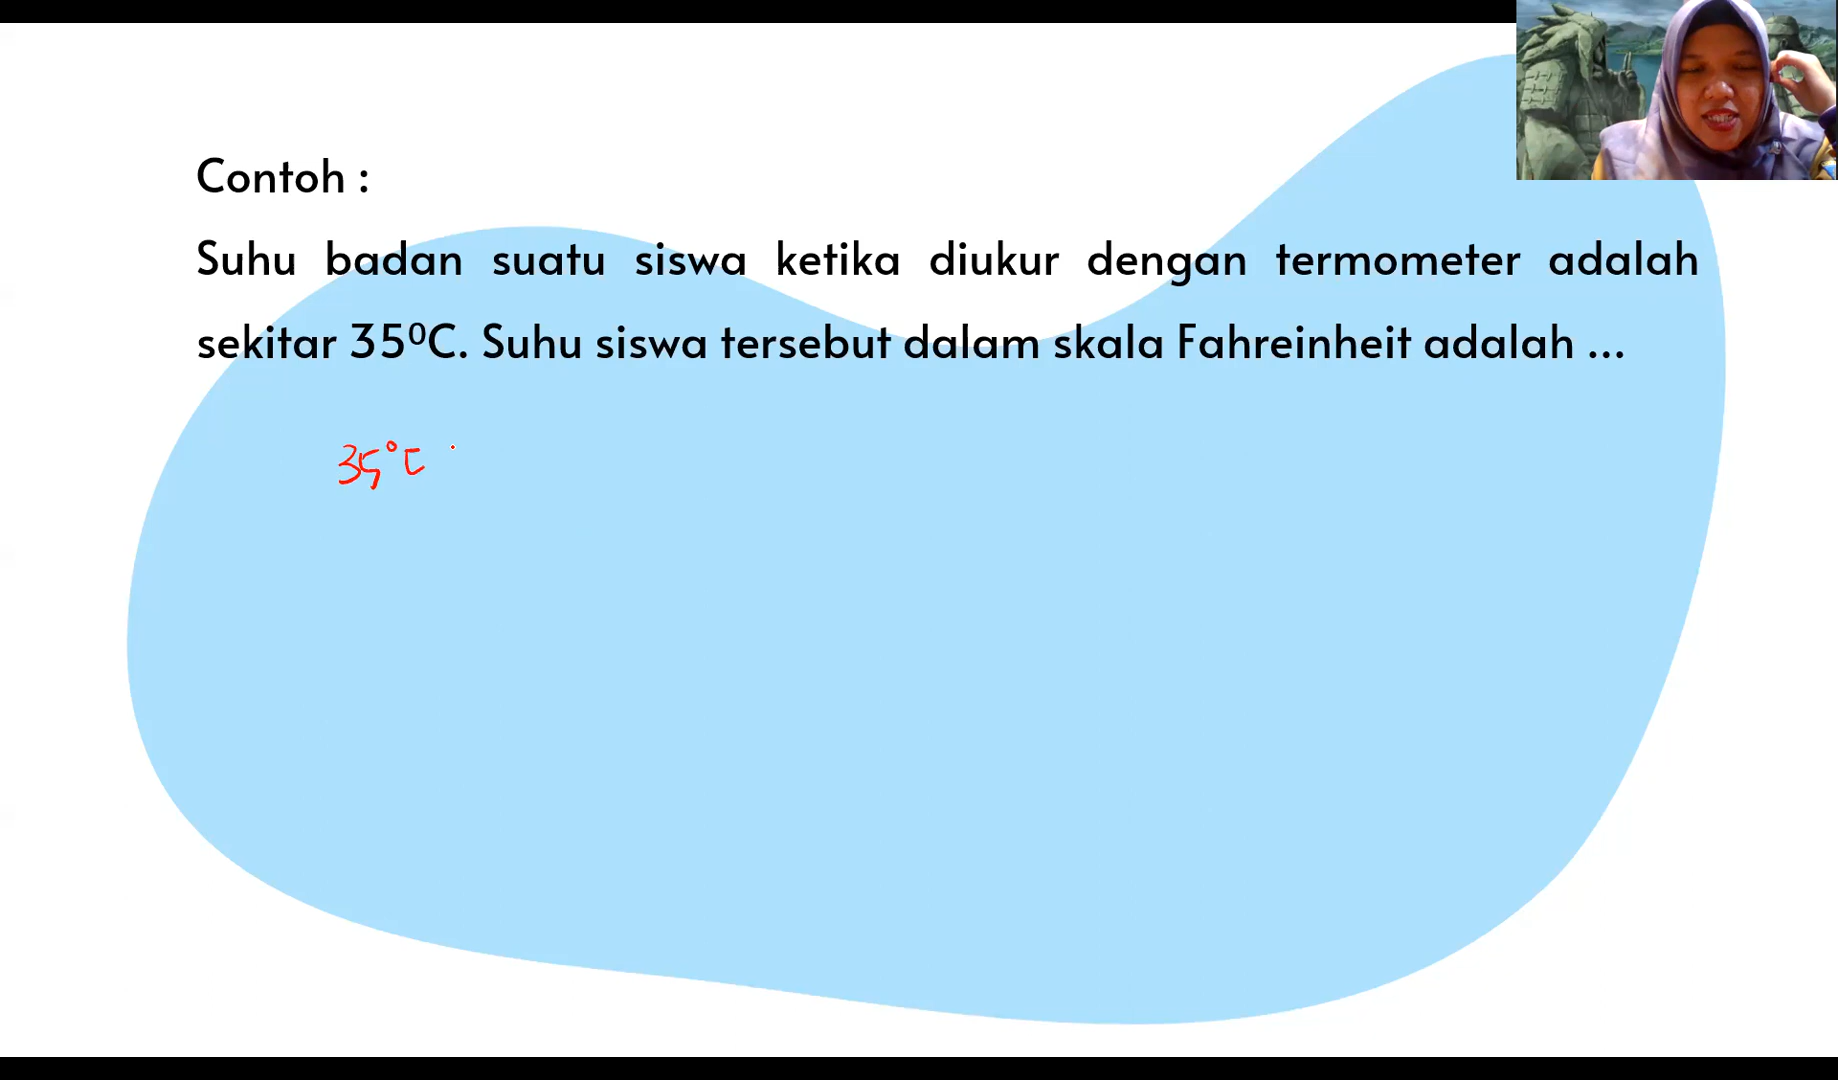 Contoh :
Suhu badan suatu siswa ketika diukur dengan termometer adalah
sekitar 35⁰C. Suhu siswa tersebut dalam skala Fahreinheit adalah ...
35°C